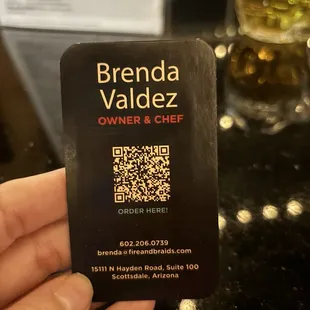 Brenda
Valdez
OWNER & CHEF
ORDER HERE!
602.206.0739
brenda@fireandbraids.com
15111 N Hayden Road, Suite 100
Scottsdale, Arizona